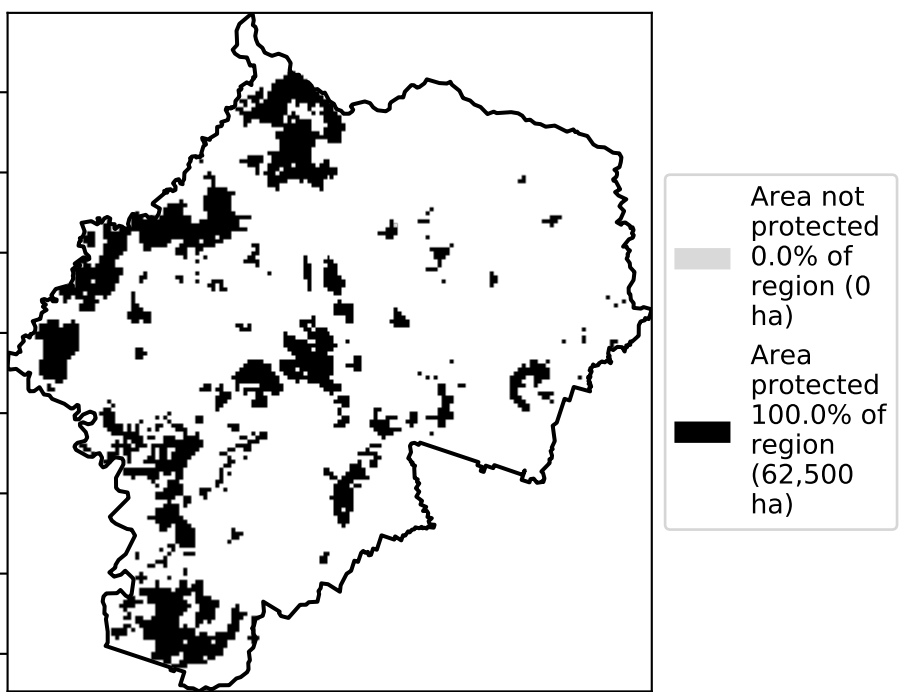 Area not
protected
0.0% of
region (0
ha)
Area
protected
100.0% of
region
(62,500
ha)